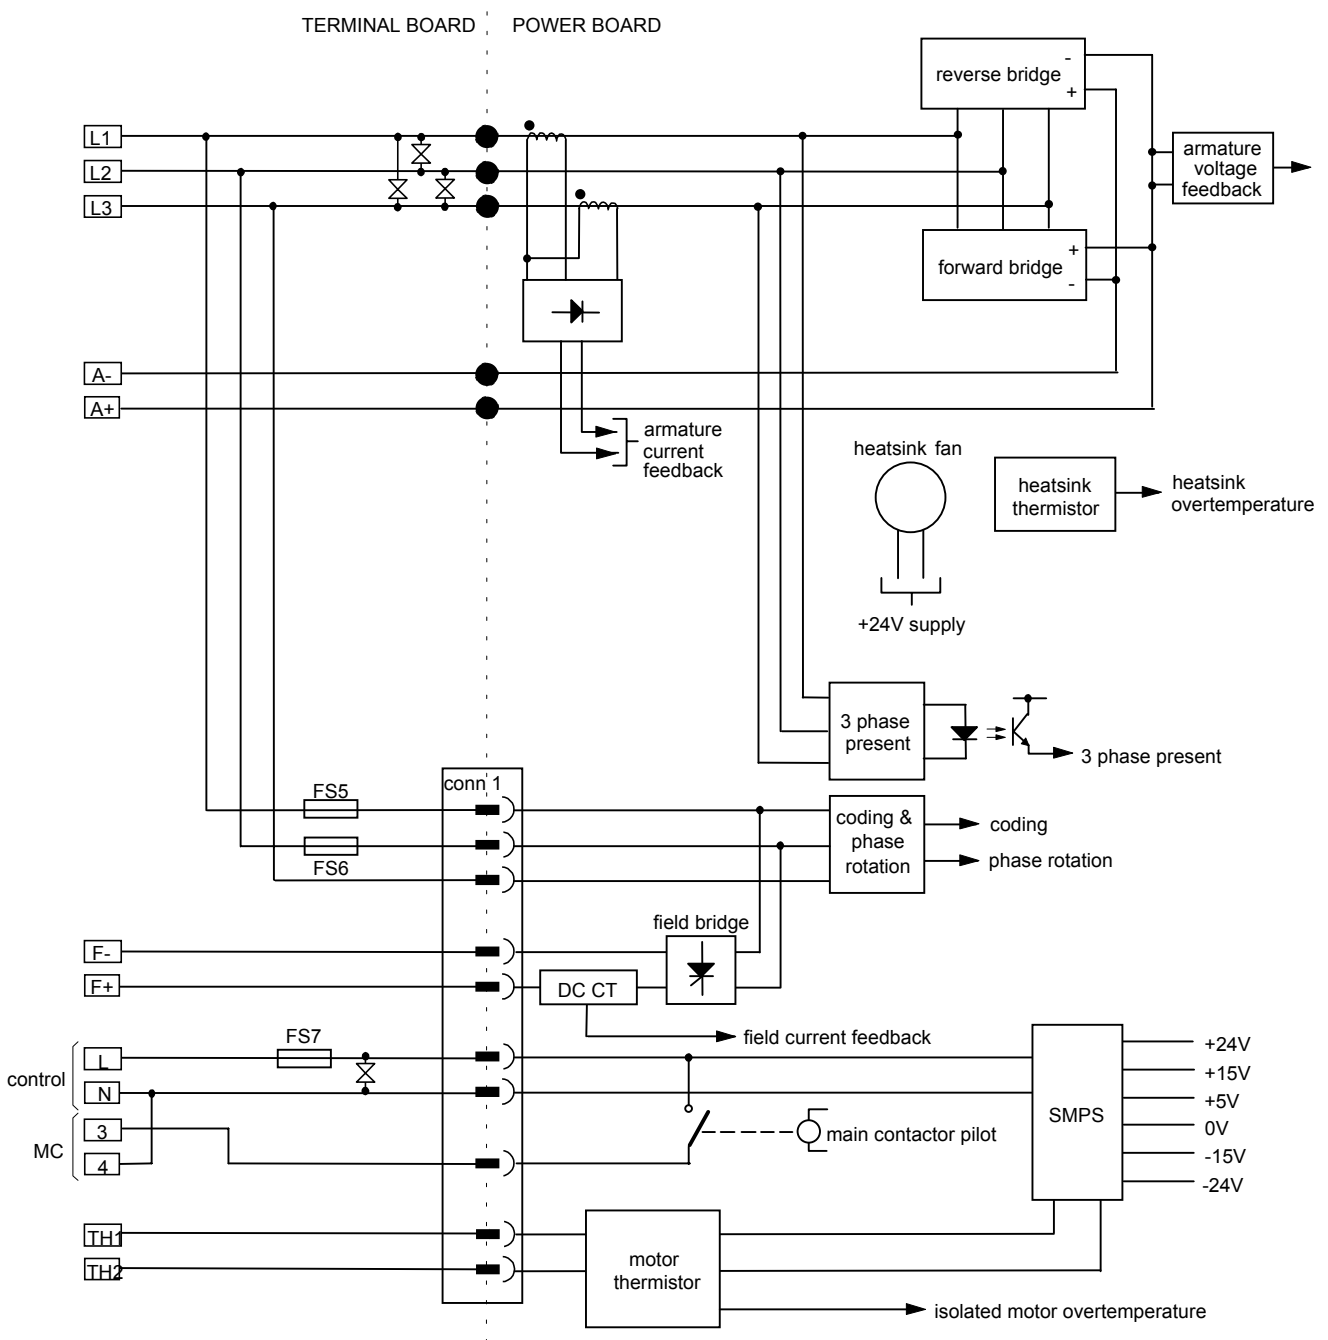 TERMINAL BOARD
POWER BOARD
reverse bridge
-
+
L1
L2
L3
armature
voltage
feedback
forward bridge
+
-
A-
A+
armature
current
feedback
heatsink fan
+24V supply
heatsink
thermistor
heatsink
overtemperature
3 phase
present
3 phase present
conn 1
FS5
FS6
coding &
phase
rotation
coding
phase rotation
field bridge
F-
F+
DC CT
field current feedback
FS7
control
L
N
MC
3
4
main contactor pilot
SMPS
+24V
+15V
+5V
0V
-15V
-24V
TH1
TH2
motor
thermistor
isolated motor overtemperature